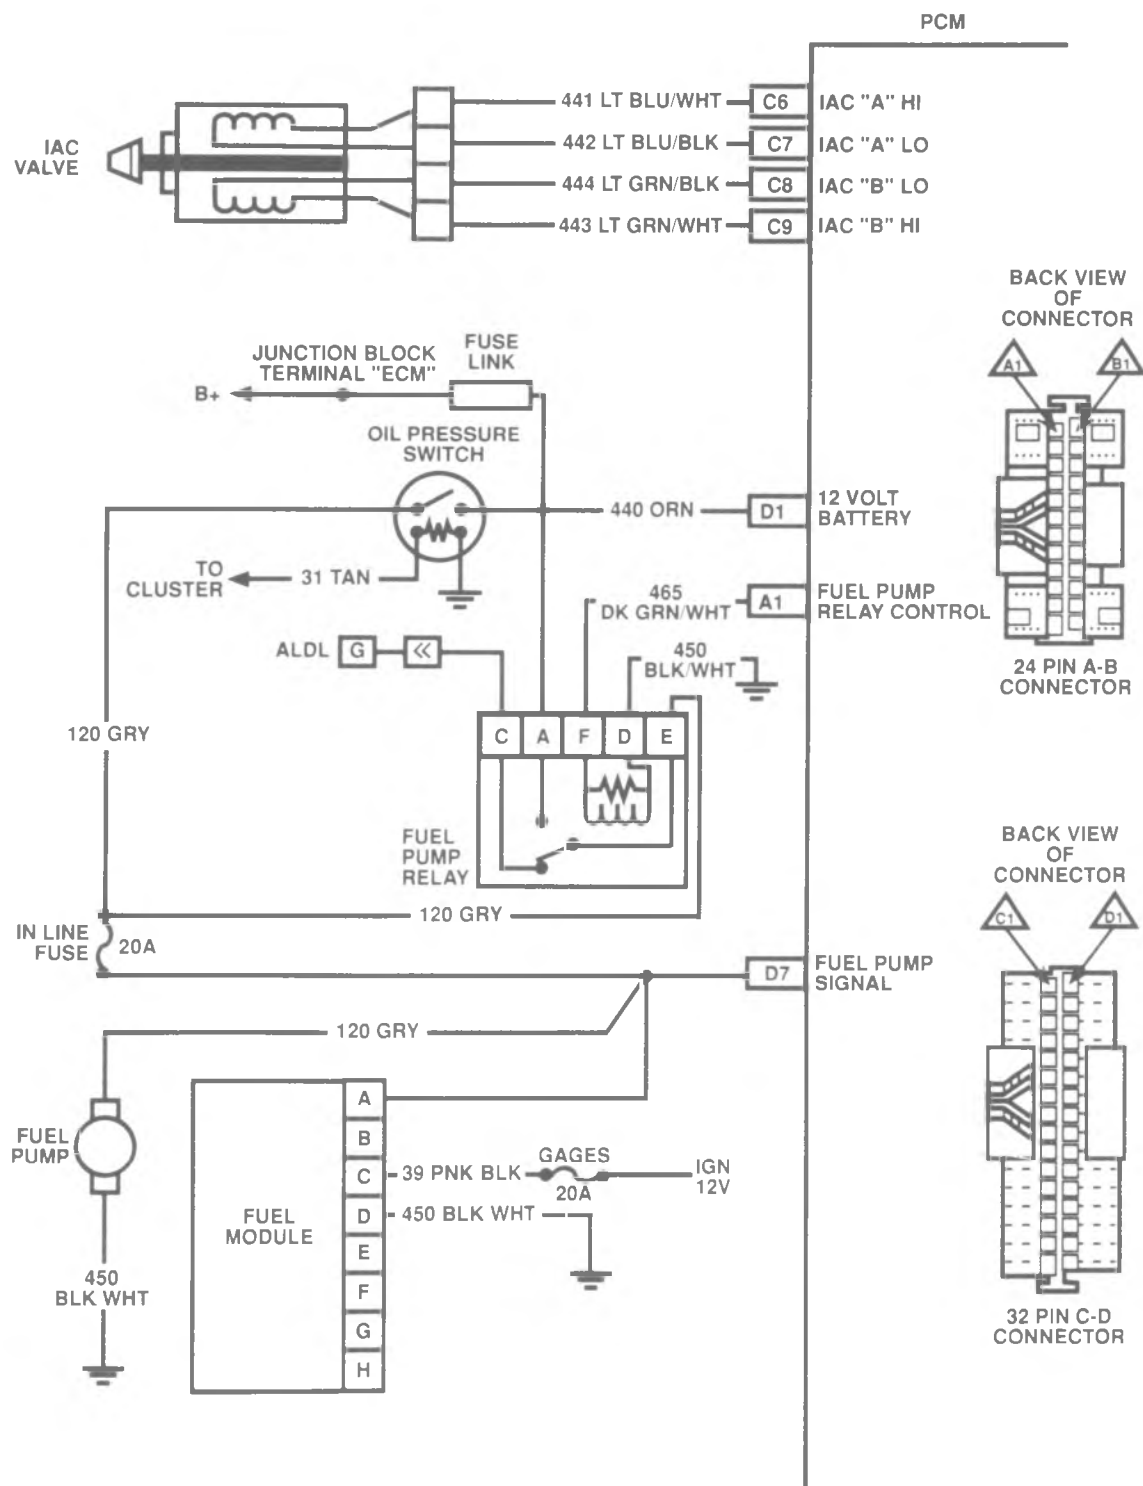 PCM
441 LT BLU/WHT
C6
IAC "A" HI
442 LT BLU/BLK
C7
IAC "A" LO
444 LT GRN/BLK
C8
IAC "B" LO
443 LT GRN/WHT
C9
IAC "B" HI
IAC
VALVE
BACK VIEW
OF
CONNECTOR
A1
B1
24 PIN A-B
CONNECTOR
JUNCTION BLOCK
TERMINAL "ECM"
FUSE
LINK
B+
OIL PRESSURE
SWITCH
440 ORN
D1
12 VOLT
BATTERY
TO
CLUSTER
31 TAN
465
DK GRN/WHT
A1
FUEL PUMP
RELAY CONTROL
ALDL
G
<<
450
BLK/WHT
120 GRY
C
A
F
D
E
FUEL
PUMP
RELAY
120 GRY
IN LINE
FUSE
20A
D7
FUEL PUMP
SIGNAL
BACK VIEW
OF
CONNECTOR
C1
D1
32 PIN C-D
CONNECTOR
120 GRY
FUEL
PUMP
450
BLK WHT
FUEL
MODULE
A
B
C
D
E
F
G
H
39 PNK BLK
GAGES
20A
IGN
12V
450 BLK WHT